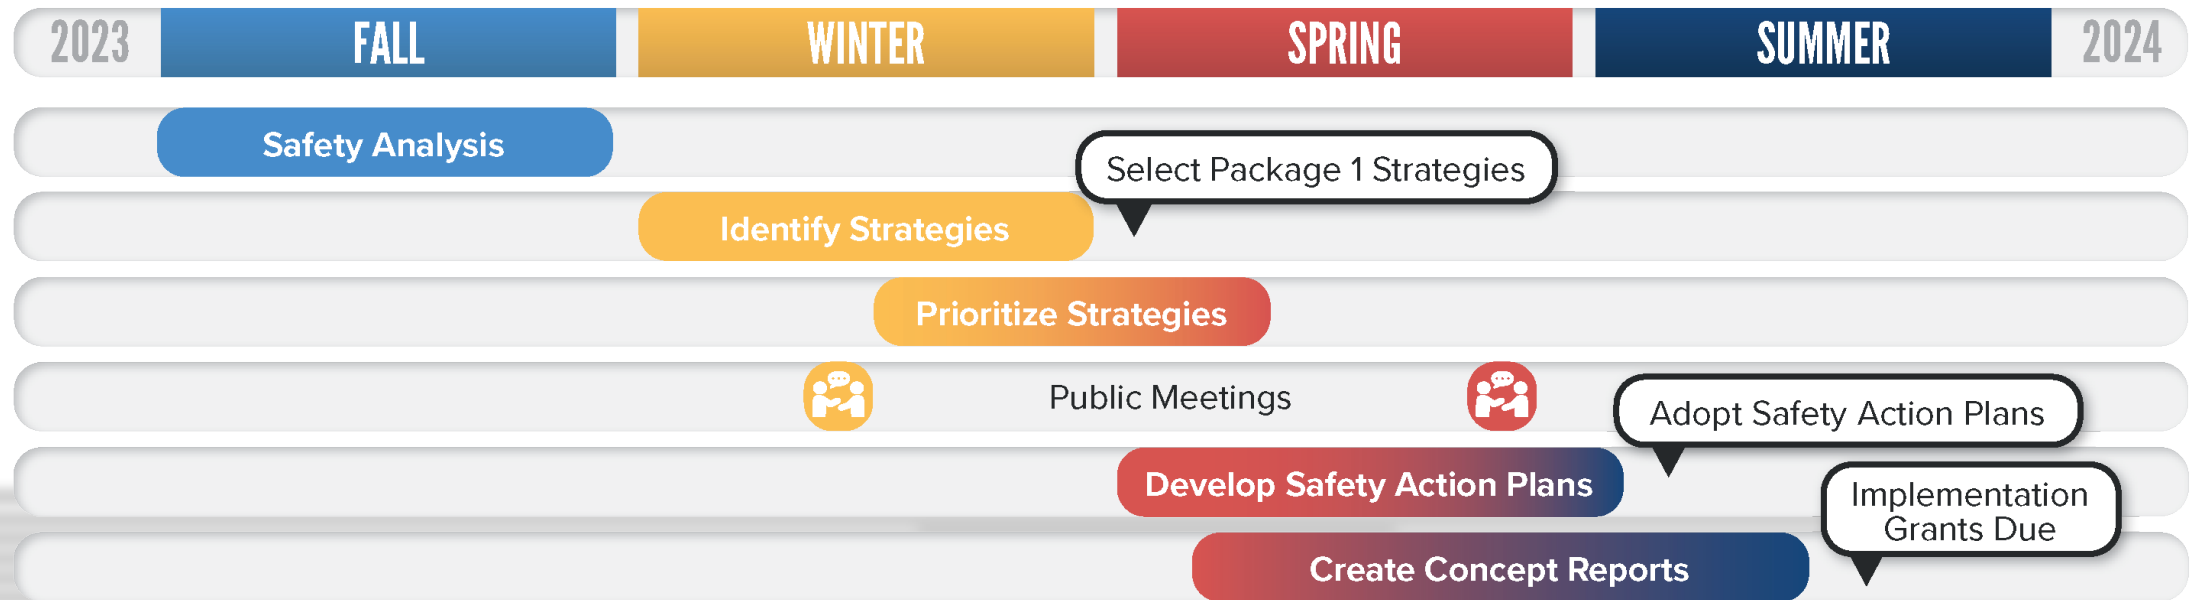 2023 FALL WINTER SPRING SUMMER 2024
Safety Analysis
Select Package 1 Strategies
Identify Strategies
Prioritize Strategies
Public Meetings
Adopt Safety Action Plans
Develop Safety Action Plans
Implementation
Grants Due
Create Concept Reports